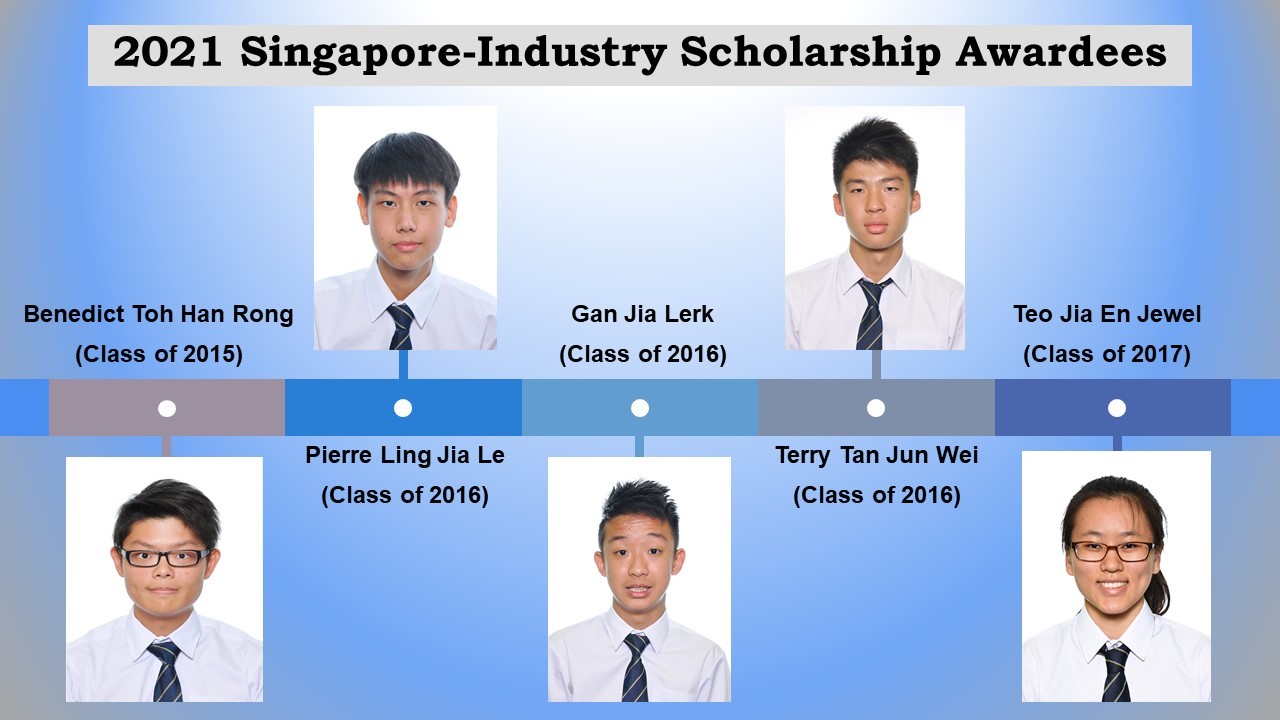 2021 Singapore-Industry Scholarship Awardees
Benedict Toh Han Rong
(Class of 2015)
Pierre Ling Jia Le
(Class of 2016)
Gan Jia Lerk
(Class of 2016)
Terry Tan Jun Wei
(Class of 2016)
Teo Jia En Jewel
(Class of 2017)